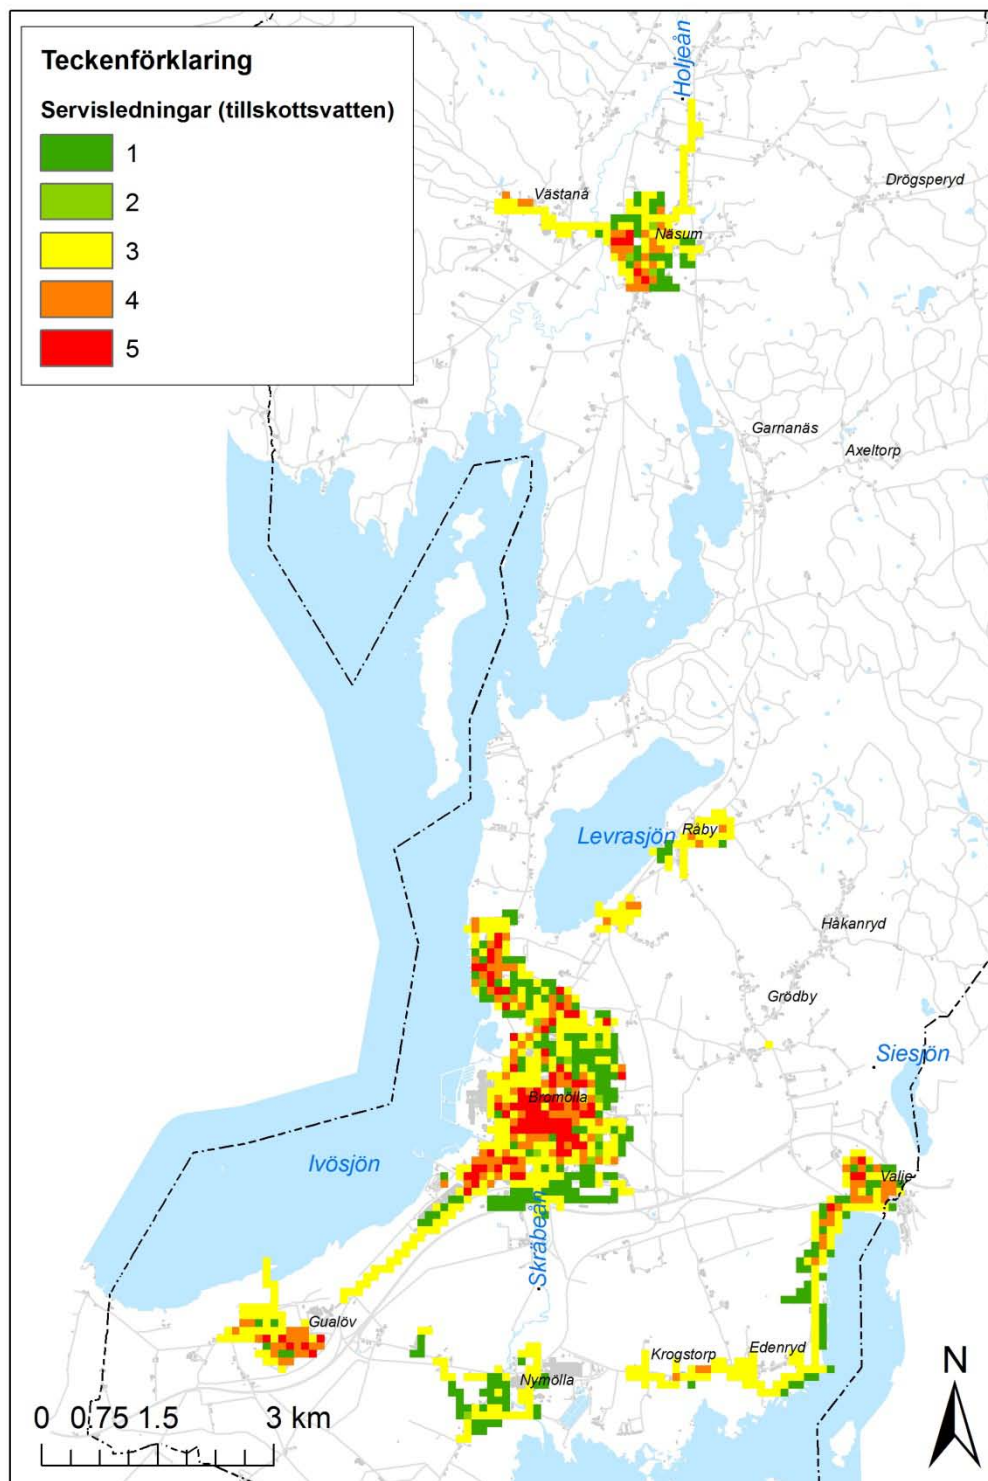 Teckenförklaring
Servisledningar (tillskottsvatten)
1
2
3
4
5
Holjeån
Västanå
Drögsperyd
Näsum
Garnanäs
Axeltorp
Levrasjön
Råby
Håkanryd
Grödby
Siesjön
Bromölla
Ivösjön
Valje
Skräbeån
Gualöv
Krogstorp
Edenryd
Nymölla
N
0 0,75 1,5 3 km